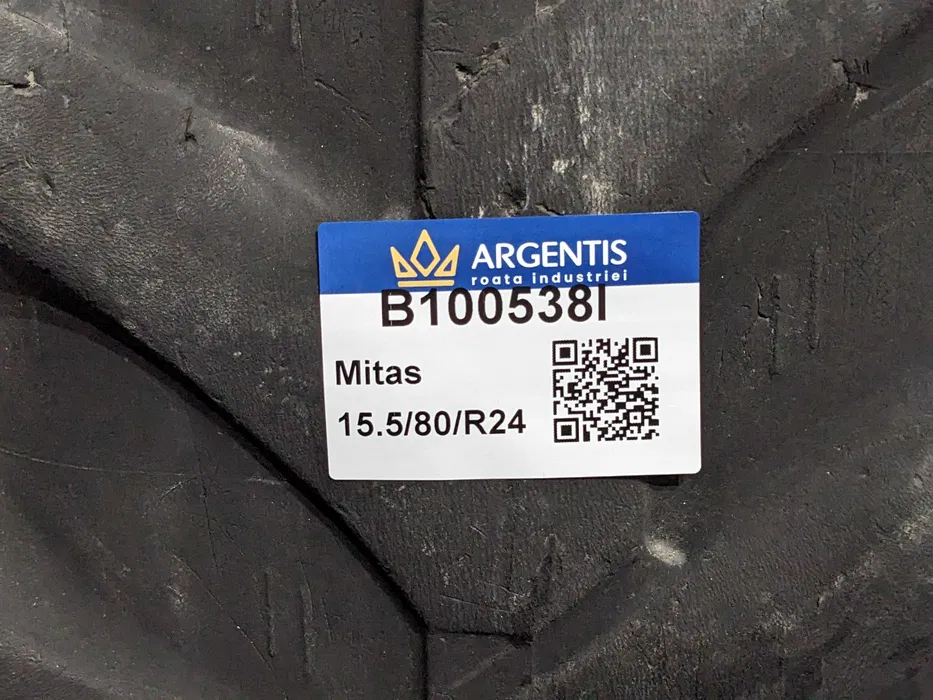 ARGENTIS
roata industriei
B100538I
Mitas
15.5/80/R24